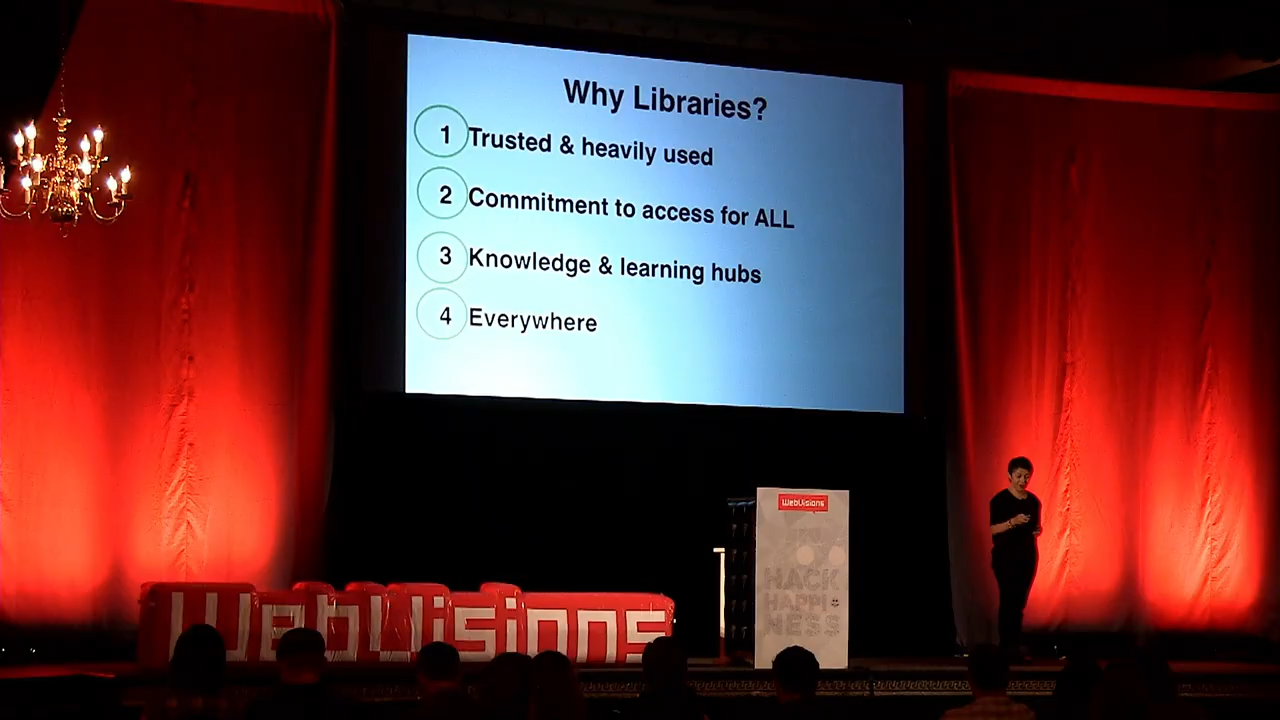 Why Libraries?
1 Trusted & heavily used
2 Commitment to access for ALL
3 Knowledge & learning hubs
4 Everywhere
WebVisions
HACK
HAPPI
NESS
WebVisions